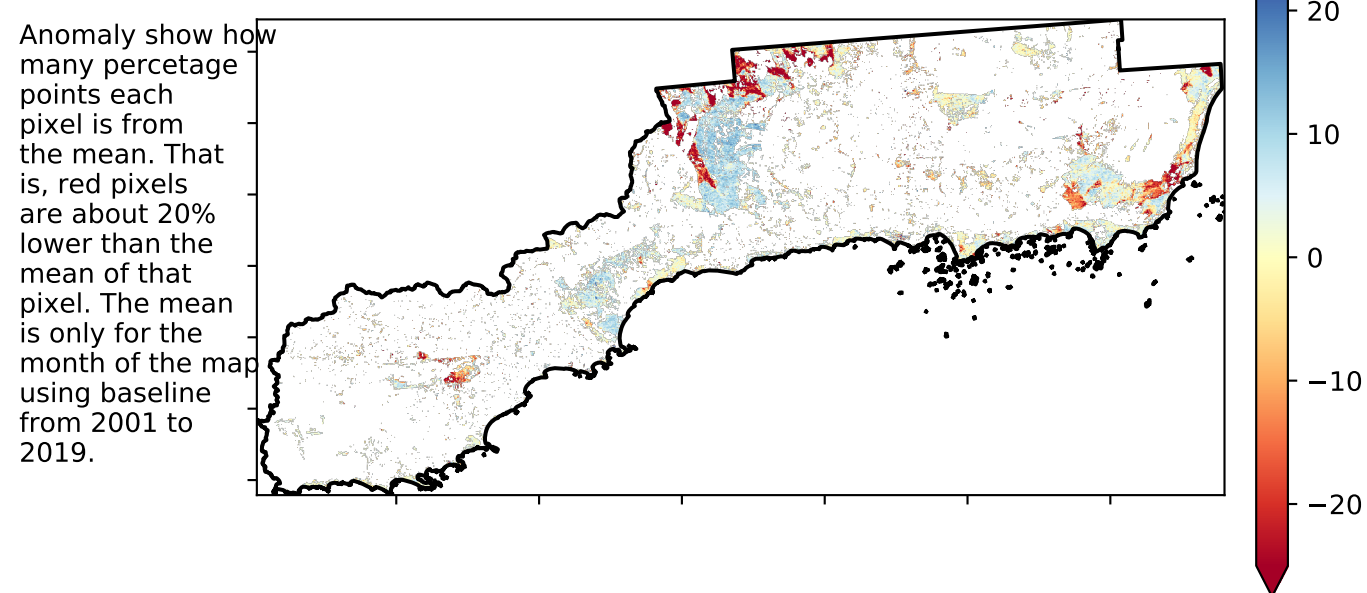 Anomaly show how
many percetage
points each
pixel is from
the mean. That
is, red pixels
are about 20%
lower than the
mean of that
pixel. The mean
is only for the
month of the map
using baseline
from 2001 to
2019.
20
10
0
−10
−20